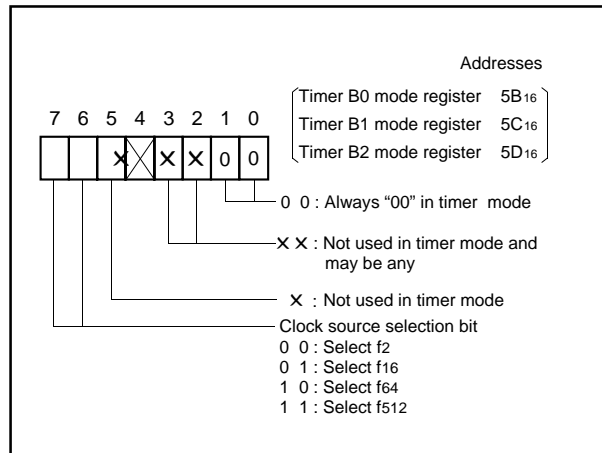 Addresses
Timer B0 mode register 5B16
Timer B1 mode register 5C16
Timer B2 mode register 5D16
7 6 5 4 3 2 1 0
x x x 0 0
0 0 : Always “00” in timer mode
x x : Not used in timer mode and
may be any
x : Not used in timer mode
Clock source selection bit
0 0 : Select f2
0 1 : Select f16
1 0 : Select f64
1 1 : Select f512